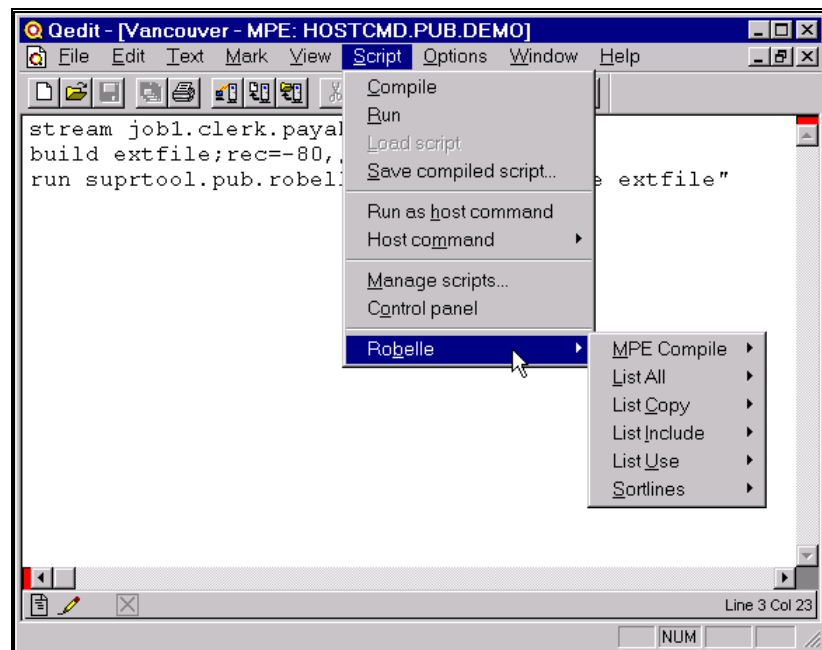 Qedit - [Vancouver - MPE: HOSTCMD.PUB.DEMO]
File Edit Text Mark View Script Options Window Help
stream job1.clerk.
build extfile;rec=-80,
run suprtool.pub. extfile"
Compile
Run
Load script
Save compiled script...
Run as host command
Host command
Manage scripts...
Control panel
Robelle
MPE Compile
List All
List Copy
List Include
List Use
Sortlines
Line 3 Col 23
NUM